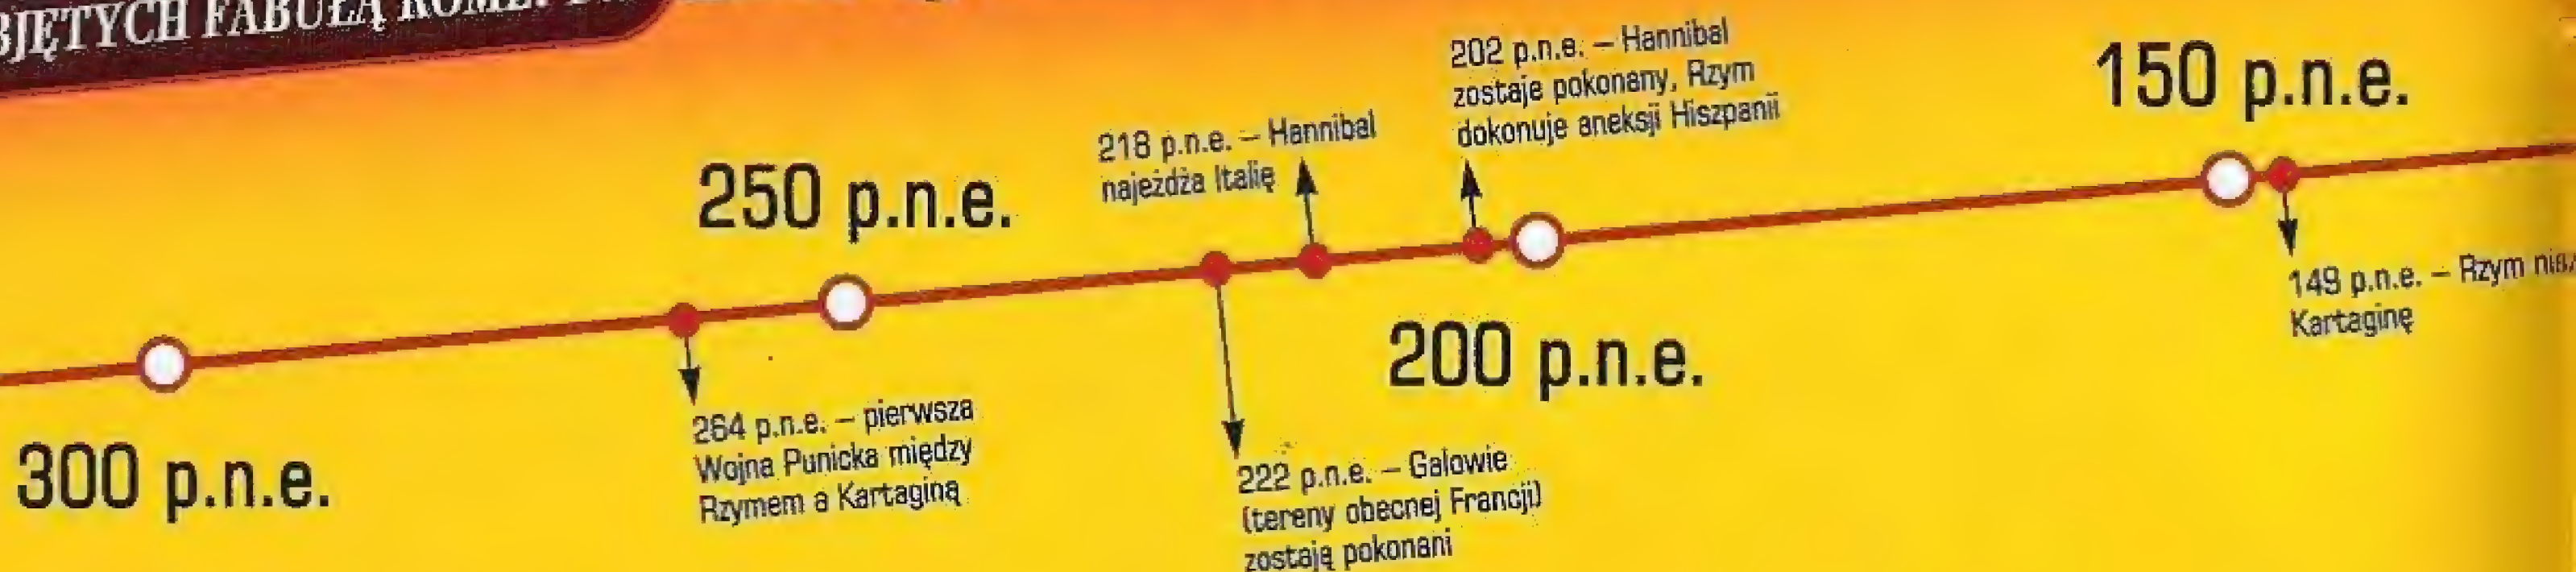 FABUŁĄ
300 p.n.e.
264 p.n.e. – pierwsza
Wojna Punicka między
Rzymem a Kartaginą
250 p.n.e.
218 p.n.e. – Hannibal
najeżdża Italię
222 p.n.e. – Galowie
(tereny obecnej Francji)
zostają pokonani
202 p.n.e. – Hannibal
zostaje pokonany, Rzym
dokonuje aneksji Hiszpanii
200 p.n.e.
150 p.n.e.
149 p.n.e. – Rzym
Kartaginę